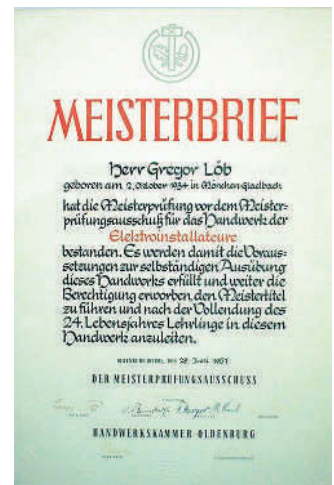 MEISTERBRIEF
Herr Gregor Löb
geboren am 2. Oktober 1934 in Mönchen Gladbach
hat die Meisterprüfung vor dem Meister-
prüfungsausschuß für das Handwerk der
Elektroinstallateure
bestanden. Es werden damit die Voraus-
setzungen zur selbständigen Ausübung
dieses Handwerks erfüllt und weiter die
Berechtigung erworben, den Meistertitel
zu führen und nach der Vollendung des
24. Lebensjahres Lehrlinge in diesem
Handwerk anzuleiten.
DEN 28. Juni
DER MEISTERPRÜFUNGSAUSSCHUSS
HANDWERKSKAMMER OLDENBURG